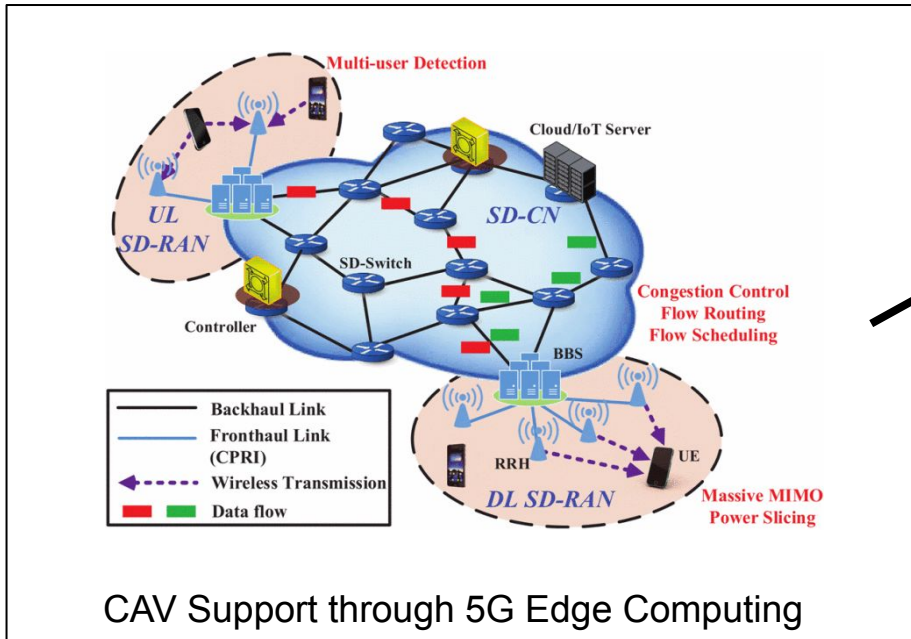 Multi-user Detection
Cloud/IoT Server
UL
SD-RAN
SD-CN
SD-Switch
Controller
Congestion Control
Flow Routing
Flow Scheduling
BBS
Backhaul Link
Fronthaul Link
(CPRI)
Wireless Transmission
Data flow
RRH
UE
DL SD-RAN
Massive MIMO
Power Slicing
CAV Support through 5G Edge Computing